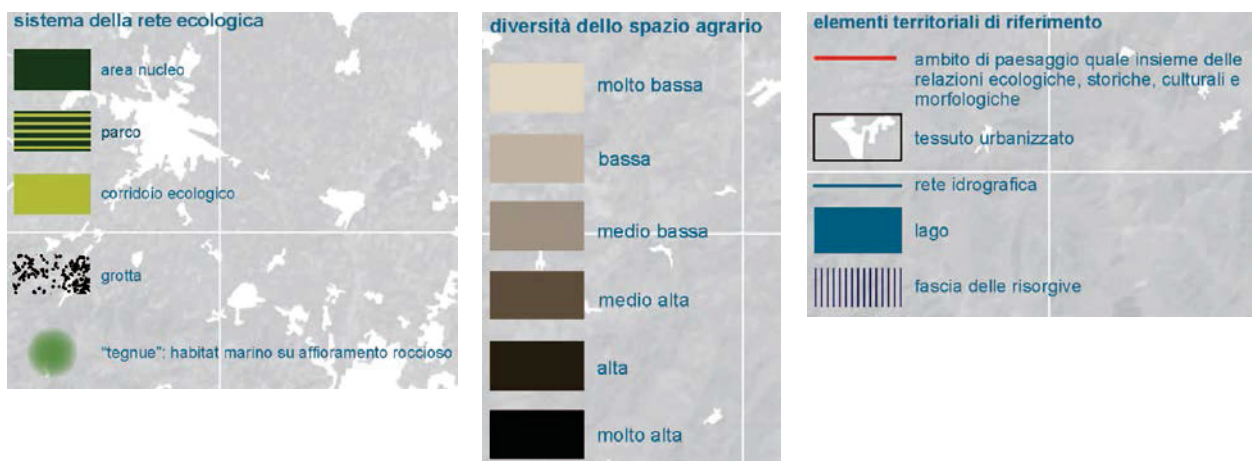 sistema della rete ecologica
area nucleo
parco
corridoio ecologico
grotta
"tegnue": habitat marino su affioramento roccioso
diversità dello spazio agrario
molto bassa
bassa
medio bassa
medio alta
alta
molto alta
elementi territoriali di riferimento
ambito di paesaggio quale insieme delle
relazioni ecologiche, storiche, culturali e
morfologiche
tessuto urbanizzato
rete idrografica
lago
fascia delle risorgive